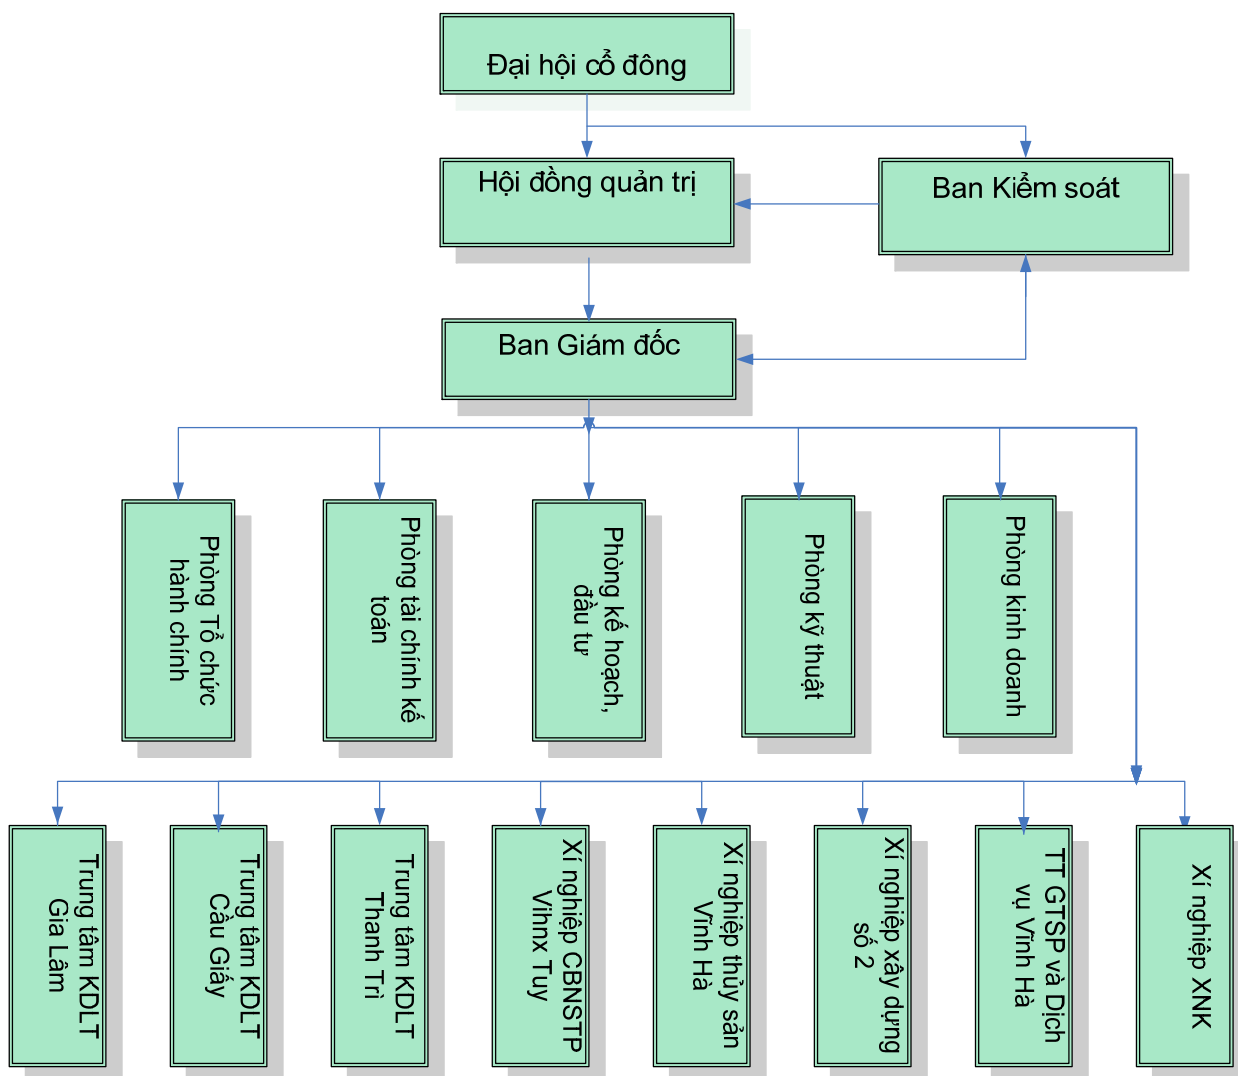 Đại hội cổ đông
Hội đồng quản trị
Ban Kiểm soát
Ban Giám đốc
Phòng Tổ chức
hành chính
Phòng tài chính kế
toán
Phòng kế hoạch,
đầu tư
Phòng kỹ thuật
Phòng kinh doanh
Trung tâm KDLT
Gia Lâm
Trung tâm KDLT
Cầu Giấy
Trung tâm KDLT
Thanh Trì
Xí nghiệp CBNSTP
Vihnx Tuy
Xí nghiệp thủy sản
Vĩnh Hà
Xí nghiệp xây dựng
số 2
TT GTSP và Dịch
vụ Vĩnh Hà
Xí nghiệp XNK